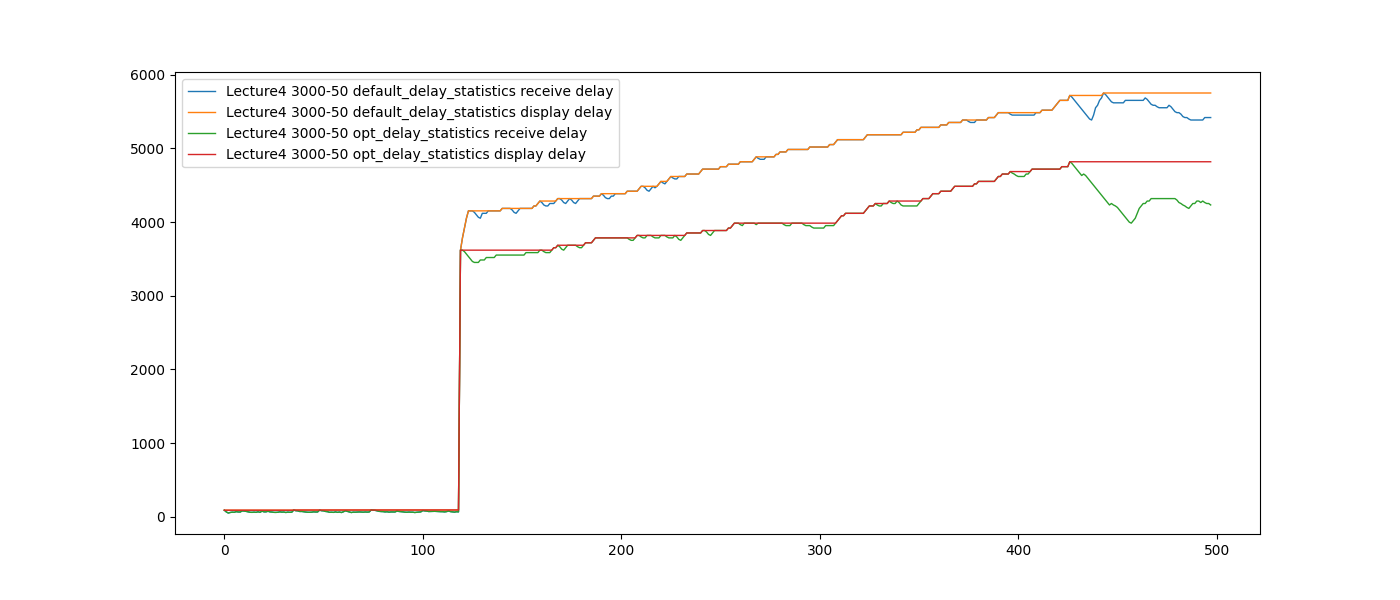 6000
5000
4000
3000
2000
1000
0
Lecture4 3000-50 default_delay_statistics receive delay
Lecture4 3000-50 default_delay_statistics display delay
Lecture4 3000-50 opt_delay_statistics receive delay
Lecture4 3000-50 opt_delay_statistics display delay
0 100 200 300 400 500